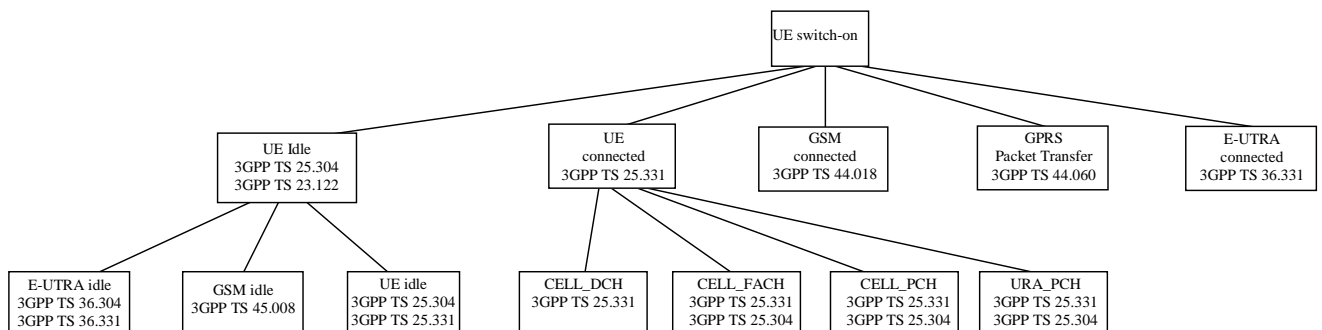 UE switch-on
UE Idle
3GPP TS 25.304
3GPP TS 23.122
UE
connected
3GPP TS 25.331
GSM
connected
3GPP TS 44.018
GPRS
Packet Transfer
3GPP TS 44.060
E-UTRA
connected
3GPP TS 36.331
E-UTRA idle
3GPP TS 36.304
3GPP TS 36.331
GSM idle
3GPP TS 45.008
UE idle
3GPP TS 25.304
3GPP TS 25.331
CELL_DCH
3GPP TS 25.331
CELL_FACH
3GPP TS 25.331
3GPP TS 25.304
CELL_PCH
3GPP TS 25.331
3GPP TS 25.304
URA_PCH
3GPP TS 25.331
3GPP TS 25.304